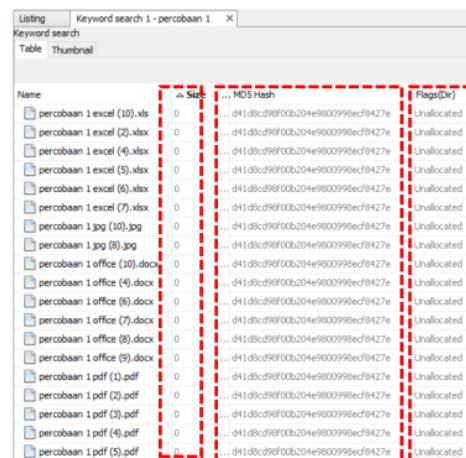 Listing Keyword search 1 - percobaan 1 ×
Keyword search
Table Thumbnail
Name Size ... MD5 Hash Flags(Dir)
percobaan 1 excel (10).xls 0 ... d41d8cd98f00b204e9800998ecf8427e Unallocated
percobaan 1 excel (2).xlsx 0 ... d41d8cd98f00b204e9800998ecf8427e Unallocated
percobaan 1 excel (4).xlsx 0 ... d41d8cd98f00b204e9800998ecf8427e Unallocated
percobaan 1 excel (5).xlsx 0 ... d41d8cd98f00b204e9800998ecf8427e Unallocated
percobaan 1 excel (6).xlsx 0 ... d41d8cd98f00b204e9800998ecf8427e Unallocated
percobaan 1 excel (7).xlsx 0 ... d41d8cd98f00b204e9800998ecf8427e Unallocated
percobaan 1 jpg (10).jpg 0 ... d41d8cd98f00b204e9800998ecf8427e Unallocated
percobaan 1 jpg (8).jpg 0 ... d41d8cd98f00b204e9800998ecf8427e Unallocated
percobaan 1 office (10).docx 0 ... d41d8cd98f00b204e9800998ecf8427e Unallocated
percobaan 1 office (4).docx 0 ... d41d8cd98f00b204e9800998ecf8427e Unallocated
percobaan 1 office (6).docx 0 ... d41d8cd98f00b204e9800998ecf8427e Unallocated
percobaan 1 office (7).docx 0 ... d41d8cd98f00b204e9800998ecf8427e Unallocated
percobaan 1 office (8).docx 0 ... d41d8cd98f00b204e9800998ecf8427e Unallocated
percobaan 1 office (9).docx 0 ... d41d8cd98f00b204e9800998ecf8427e Unallocated
percobaan 1 pdf (1).pdf 0 ... d41d8cd98f00b204e9800998ecf8427e Unallocated
percobaan 1 pdf (2).pdf 0 ... d41d8cd98f00b204e9800998ecf8427e Unallocated
percobaan 1 pdf (3).pdf 0 ... d41d8cd98f00b204e9800998ecf8427e Unallocated
percobaan 1 pdf (4).pdf 0 ... d41d8cd98f00b204e9800998ecf8427e Unallocated
percobaan 1 pdf (5).pdf 0 ... d41d8cd98f00b204e9800998ecf8427e Unallocated